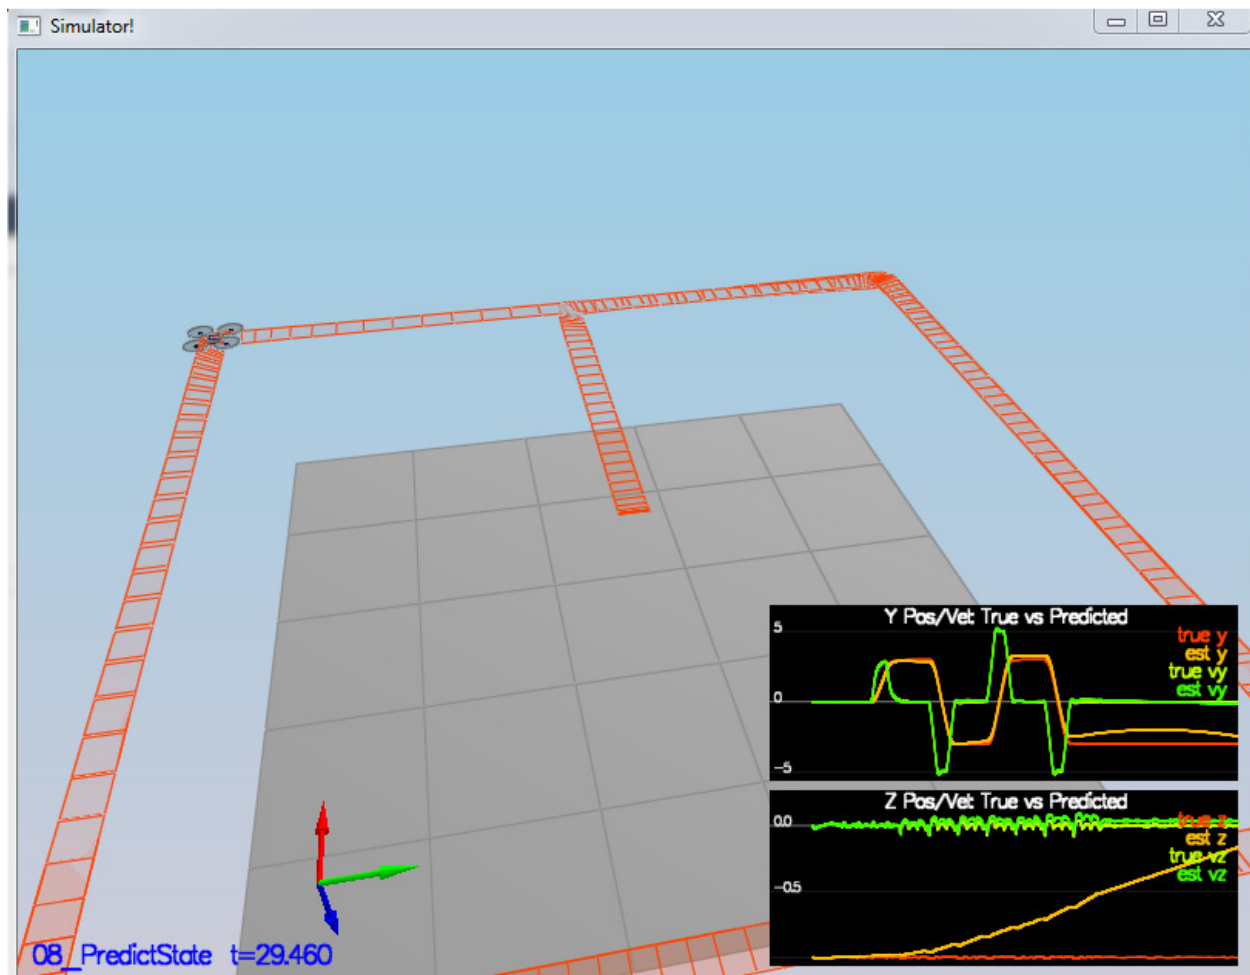 Simulator!
Y Pos/Vel: True vs Predicted
5
true y
est y
true vy
0
est vy
-5
Z Pos/Vel: True vs Predicted
0.0
true z
est z
true vz
-0.5
est vz
08_PredictState t=29.460